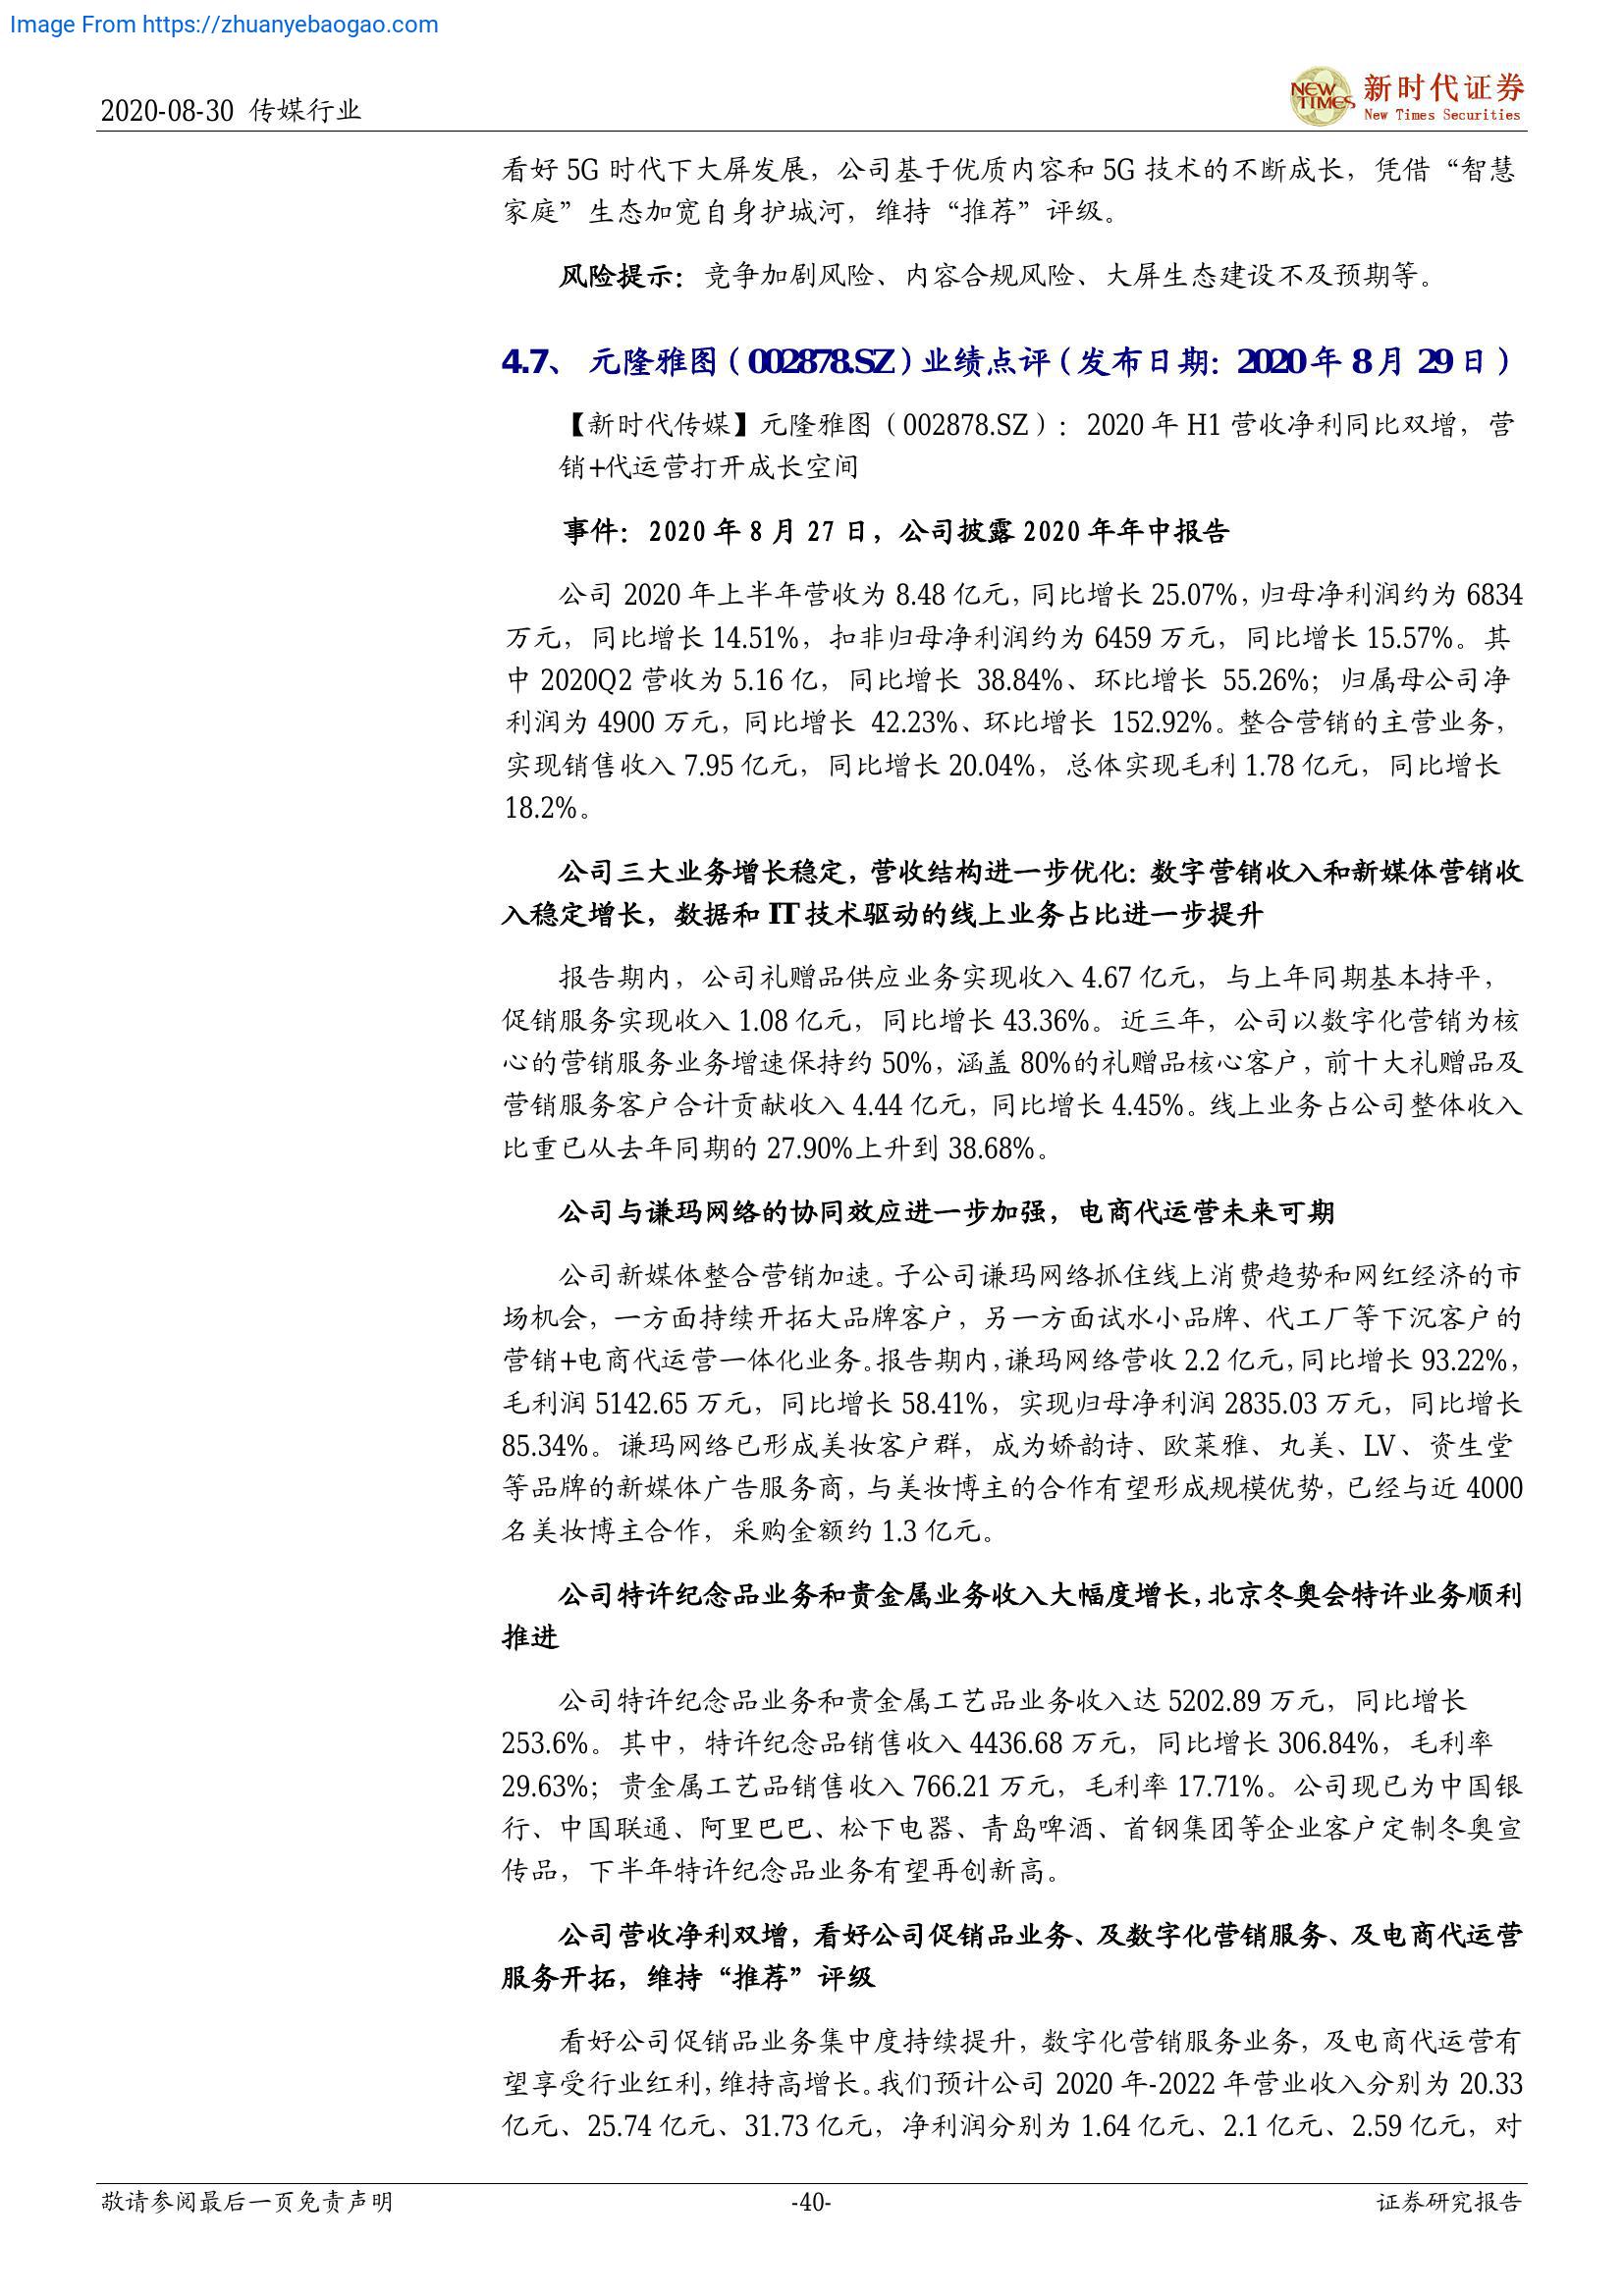 Image From https://zhuanyebaogao.com
2020-08-30 传媒行业
NEW TIMES
新时代证券
New Times Securities
看好 5G 时代下大屏发展，公司基于优质内容和 5G 技术的不断成长，凭借“智慧
家庭”生态加宽自身护城河，维持“推荐”评级。
风险提示：竞争加剧风险、内容合规风险、大屏生态建设不及预期等。
4.7、 元隆雅图（002878.SZ）业绩点评（发布日期：2020 年 8 月 29 日）
【新时代传媒】元隆雅图（002878.SZ）：2020 年 H1 营收净利同比双增，营
销+代运营打开成长空间
事件：2020 年 8 月 27 日，公司披露 2020 年年中报告
公司 2020 年上半年营收为 8.48 亿元，同比增长 25.07%，归母净利润约为 6834
万元，同比增长 14.51%，扣非归母净利润约为 6459 万元，同比增长 15.57%。其
中 2020Q2 营收为 5.16 亿，同比增长 38.84%、环比增长 55.26%；归属母公司净
利润为 4900 万元，同比增长 42.23%、环比增长 152.92%。整合营销的主营业务，
实现销售收入 7.95 亿元，同比增长 20.04%，总体实现毛利 1.78 亿元，同比增长
18.2%。
公司三大业务增长稳定，营收结构进一步优化：数字营销收入和新媒体营销收
入稳定增长，数据和 IT 技术驱动的线上业务占比进一步提升
报告期内，公司礼赠品供应业务实现收入 4.67 亿元，与上年同期基本持平，
促销服务实现收入 1.08 亿元，同比增长 43.36%。近三年，公司以数字化营销为核
心的营销服务业务增速保持约 50%，涵盖 80%的礼赠品核心客户，前十大礼赠品及
营销服务客户合计贡献收入 4.44 亿元，同比增长 4.45%。线上业务占公司整体收入
比重已从去年同期的 27.90%上升到 38.68%。
公司与谦玛网络的协同效应进一步加强，电商代运营未来可期
公司新媒体整合营销加速。子公司谦玛网络抓住线上消费趋势和网红经济的市
场机会，一方面持续开拓大品牌客户，另一方面试水小品牌、代工厂等下沉客户的
营销+电商代运营一体化业务。报告期内，谦玛网络营收 2.2 亿元，同比增长 93.22%，
毛利润 5142.65 万元，同比增长 58.41%，实现归母净利润 2835.03 万元，同比增长
85.34%。谦玛网络已形成美妆客户群，成为娇韵诗、欧莱雅、丸美、LV、资生堂
等品牌的新媒体广告服务商，与美妆博主的合作有望形成规模优势，已经与近 4000
名美妆博主合作，采购金额约 1.3 亿元。
公司特许纪念品业务和贵金属业务收入大幅度增长，北京冬奥会特许业务顺利
推进
公司特许纪念品业务和贵金属工艺品业务收入达 5202.89 万元，同比增长
253.6%。其中，特许纪念品销售收入 4436.68 万元，同比增长 306.84%，毛利率
29.63%；贵金属工艺品销售收入 766.21 万元，毛利率 17.71%。公司现已为中国银
行、中国联通、阿里巴巴、松下电器、青岛啤酒、首钢集团等企业客户定制冬奥宣
传品，下半年特许纪念品业务有望再创新高。
公司营收净利双增，看好公司促销品业务、及数字化营销服务、及电商代运营
服务开拓，维持“推荐”评级
看好公司促销品业务集中度持续提升，数字化营销服务业务，及电商代运营有
望享受行业红利，维持高增长。我们预计公司 2020 年-2022 年营业收入分别为 20.33
亿元、25.74 亿元、31.73 亿元，净利润分别为 1.64 亿元、2.1 亿元、2.59 亿元，对
敬请参阅最后一页免责声明
-40-
证券研究报告